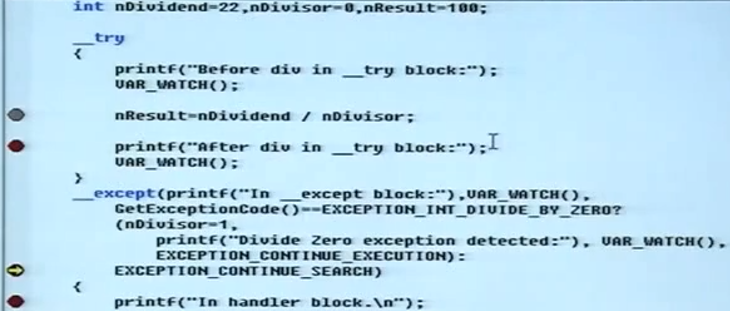 int nDividend=22,nDivisor=0,nResult=100;
__try
{
printf("Before div in __try block:");
VAR_WATCH();
nResult=nDividend / nDivisor;
printf("After div in __try block:");
VAR_WATCH();
}
__except(printf("In __except block:"),VAR_WATCH(),
GetExceptionCode()==EXCEPTION_INT_DIVIDE_BY_ZERO?
(nDivisor=1,
printf("Divide Zero exception detected:"), VAR_WATCH(),
EXCEPTION_CONTINUE_EXECUTION):
EXCEPTION_CONTINUE_SEARCH)
{
printf("In handler block.\n");